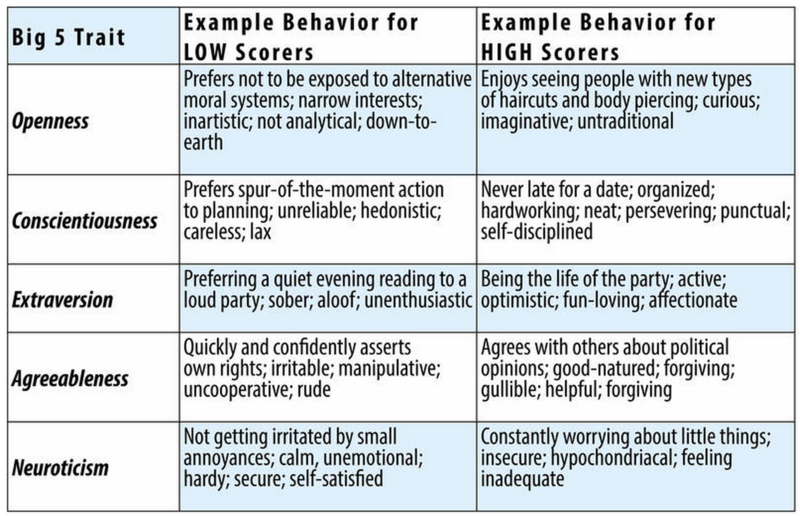 Big 5 Trait
Example Behavior for
LOW Scorers
Example Behavior for
HIGH Scorers
Openness
Prefers not to be exposed to alternative
moral systems; narrow interests;
inartistic; not analytical; down-to-
earth
Enjoys seeing people with new types
of haircuts and body piercing; curious;
imaginative; untraditional
Conscientiousness
Prefers spur-of-the-moment action
to planning; unreliable; hedonistic;
careless; lax
Never late for a date; organized;
hardworking; neat; persevering; punctual;
self-disciplined
Extraversion
Preferring a quiet evening reading to a
loud party; sober; aloof; unenthusiastic
Being the life of the party; active;
optimistic; fun-loving; affectionate
Agreeableness
Quickly and confidently asserts
own rights; irritable; manipulative;
uncooperative; rude
Agrees with others about political
opinions; good-natured; forgiving;
gullible; helpful; forgiving
Neuroticism
Not getting irritated by small
annoyances; calm, unemotional;
hardy; secure; self-satisfied
Constantly worrying about little things;
insecure; hypochondriacal; feeling
inadequate